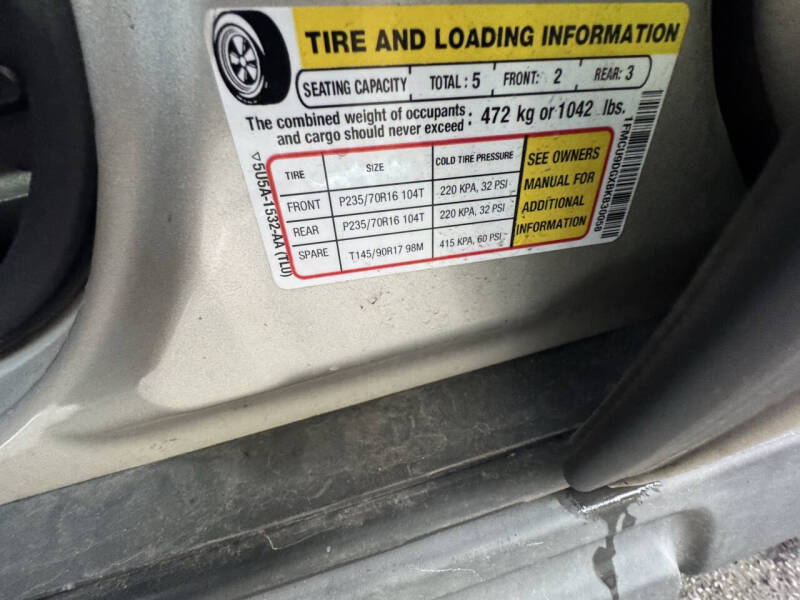 TIRE AND LOADING INFORMATION
SEATING CAPACITY TOTAL : 5 FRONT: 2 REAR: 3
The combined weight of occupants and cargo should never exceed : 472 kg or 1042 lbs.
TIRE SIZE COLD TIRE PRESSURE
FRONT P235/70R16 104T 220 KPA, 32 PSI
REAR P235/70R16 104T 220 KPA, 32 PSI
SPARE T145/90R17 98M 415 KPA, 60 PSI
SEE OWNERS
MANUAL FOR
ADDITIONAL
INFORMATION
5U5A-1532-AA (TLU)